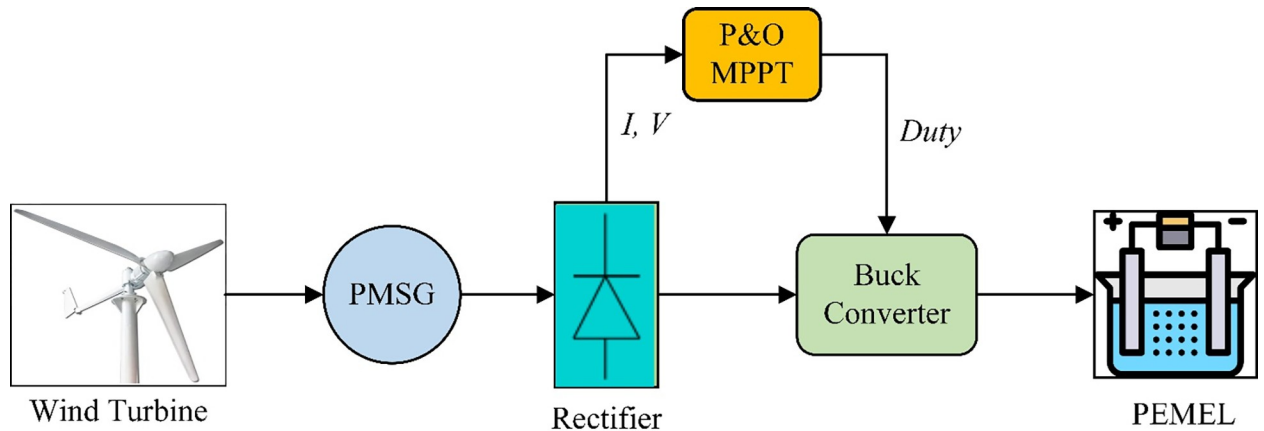 P&O
MPPT
I, V
Duty
PMSG
Buck
Converter
+
-
Wind Turbine
Rectifier
PEMEL